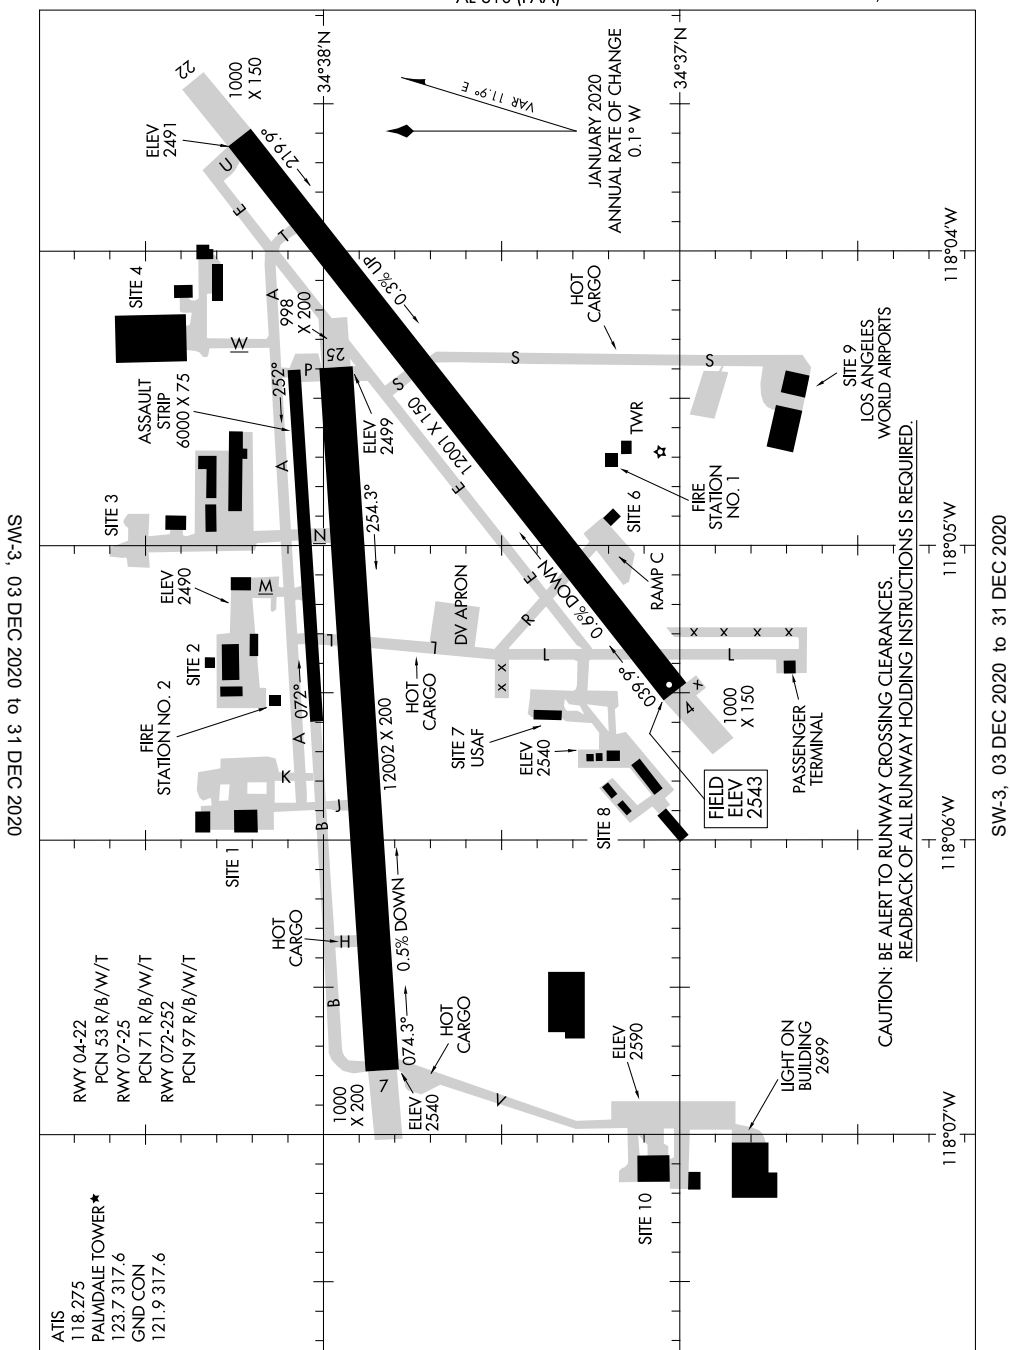 ATIS
118.275
PALMDALE TOWER★
123.7 317.6
GND CON
121.9 317.6
RWY 04-22
PCN 53 R/B/W/T
RWY 07-25
PCN 71 R/B/W/T
RWY 072-252
PCN 97 R/B/W/T
SITE 1
FIRE
STATION NO. 2
SITE 2
ELEV
2490
SITE 3
ASSAULT
STRIP
6000 X 75
SITE 4
ELEV
2491
22
1000
X 150
34°38'N
34°37'N
VAR 11.9° E
JANUARY 2020
ANNUAL RATE OF CHANGE
0.1° W
219.9°
0.3% UP
U
E
T
A
998
X 200
W
25
P
252°
A
ELEV
2499
254.3°
N
M
L
072°
A
K
J
B
12002 X 200
HOT
CARGO
H
0.5% DOWN
B
074.3°
7
1000
X 200
ELEV
2540
HOT
CARGO
V
HOT
CARGO
L
DV APRON
R
E
E
S
12001 X 150
S
HOT
CARGO
S
0.6% DOWN
039.9°
4
1000
X 150
X
X
X X X X
L
L
SITE 6
TWR
FIRE
STATION
NO. 1
RAMP C
SITE 7
USAF
ELEV
2540
SITE 8
FIELD
ELEV
2543
PASSENGER
TERMINAL
SITE 9
LOS ANGELES
WORLD AIRPORTS
ELEV
2590
SITE 10
LIGHT ON
BUILDING
2699
118°04'W
118°05'W
118°06'W
118°07'W
CAUTION: BE ALERT TO RUNWAY CROSSING CLEARANCES.
READBACK OF ALL RUNWAY HOLDING INSTRUCTIONS IS REQUIRED.
SW-3, 03 DEC 2020 to 31 DEC 2020
SW-3, 03 DEC 2020 to 31 DEC 2020